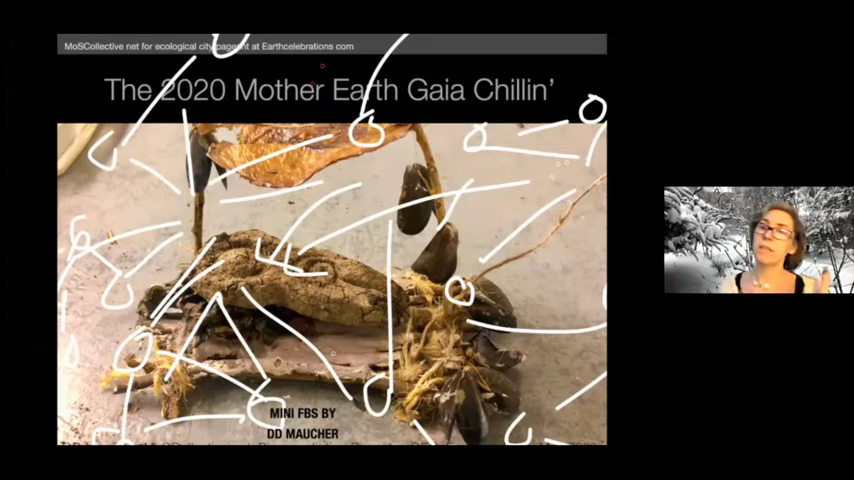 MoSCollective net for ecological city pageant at Earthcelebrations com
The 2020 Mother Earth Gaia Chillin’
MINI FBS BY
DD MAUCHER